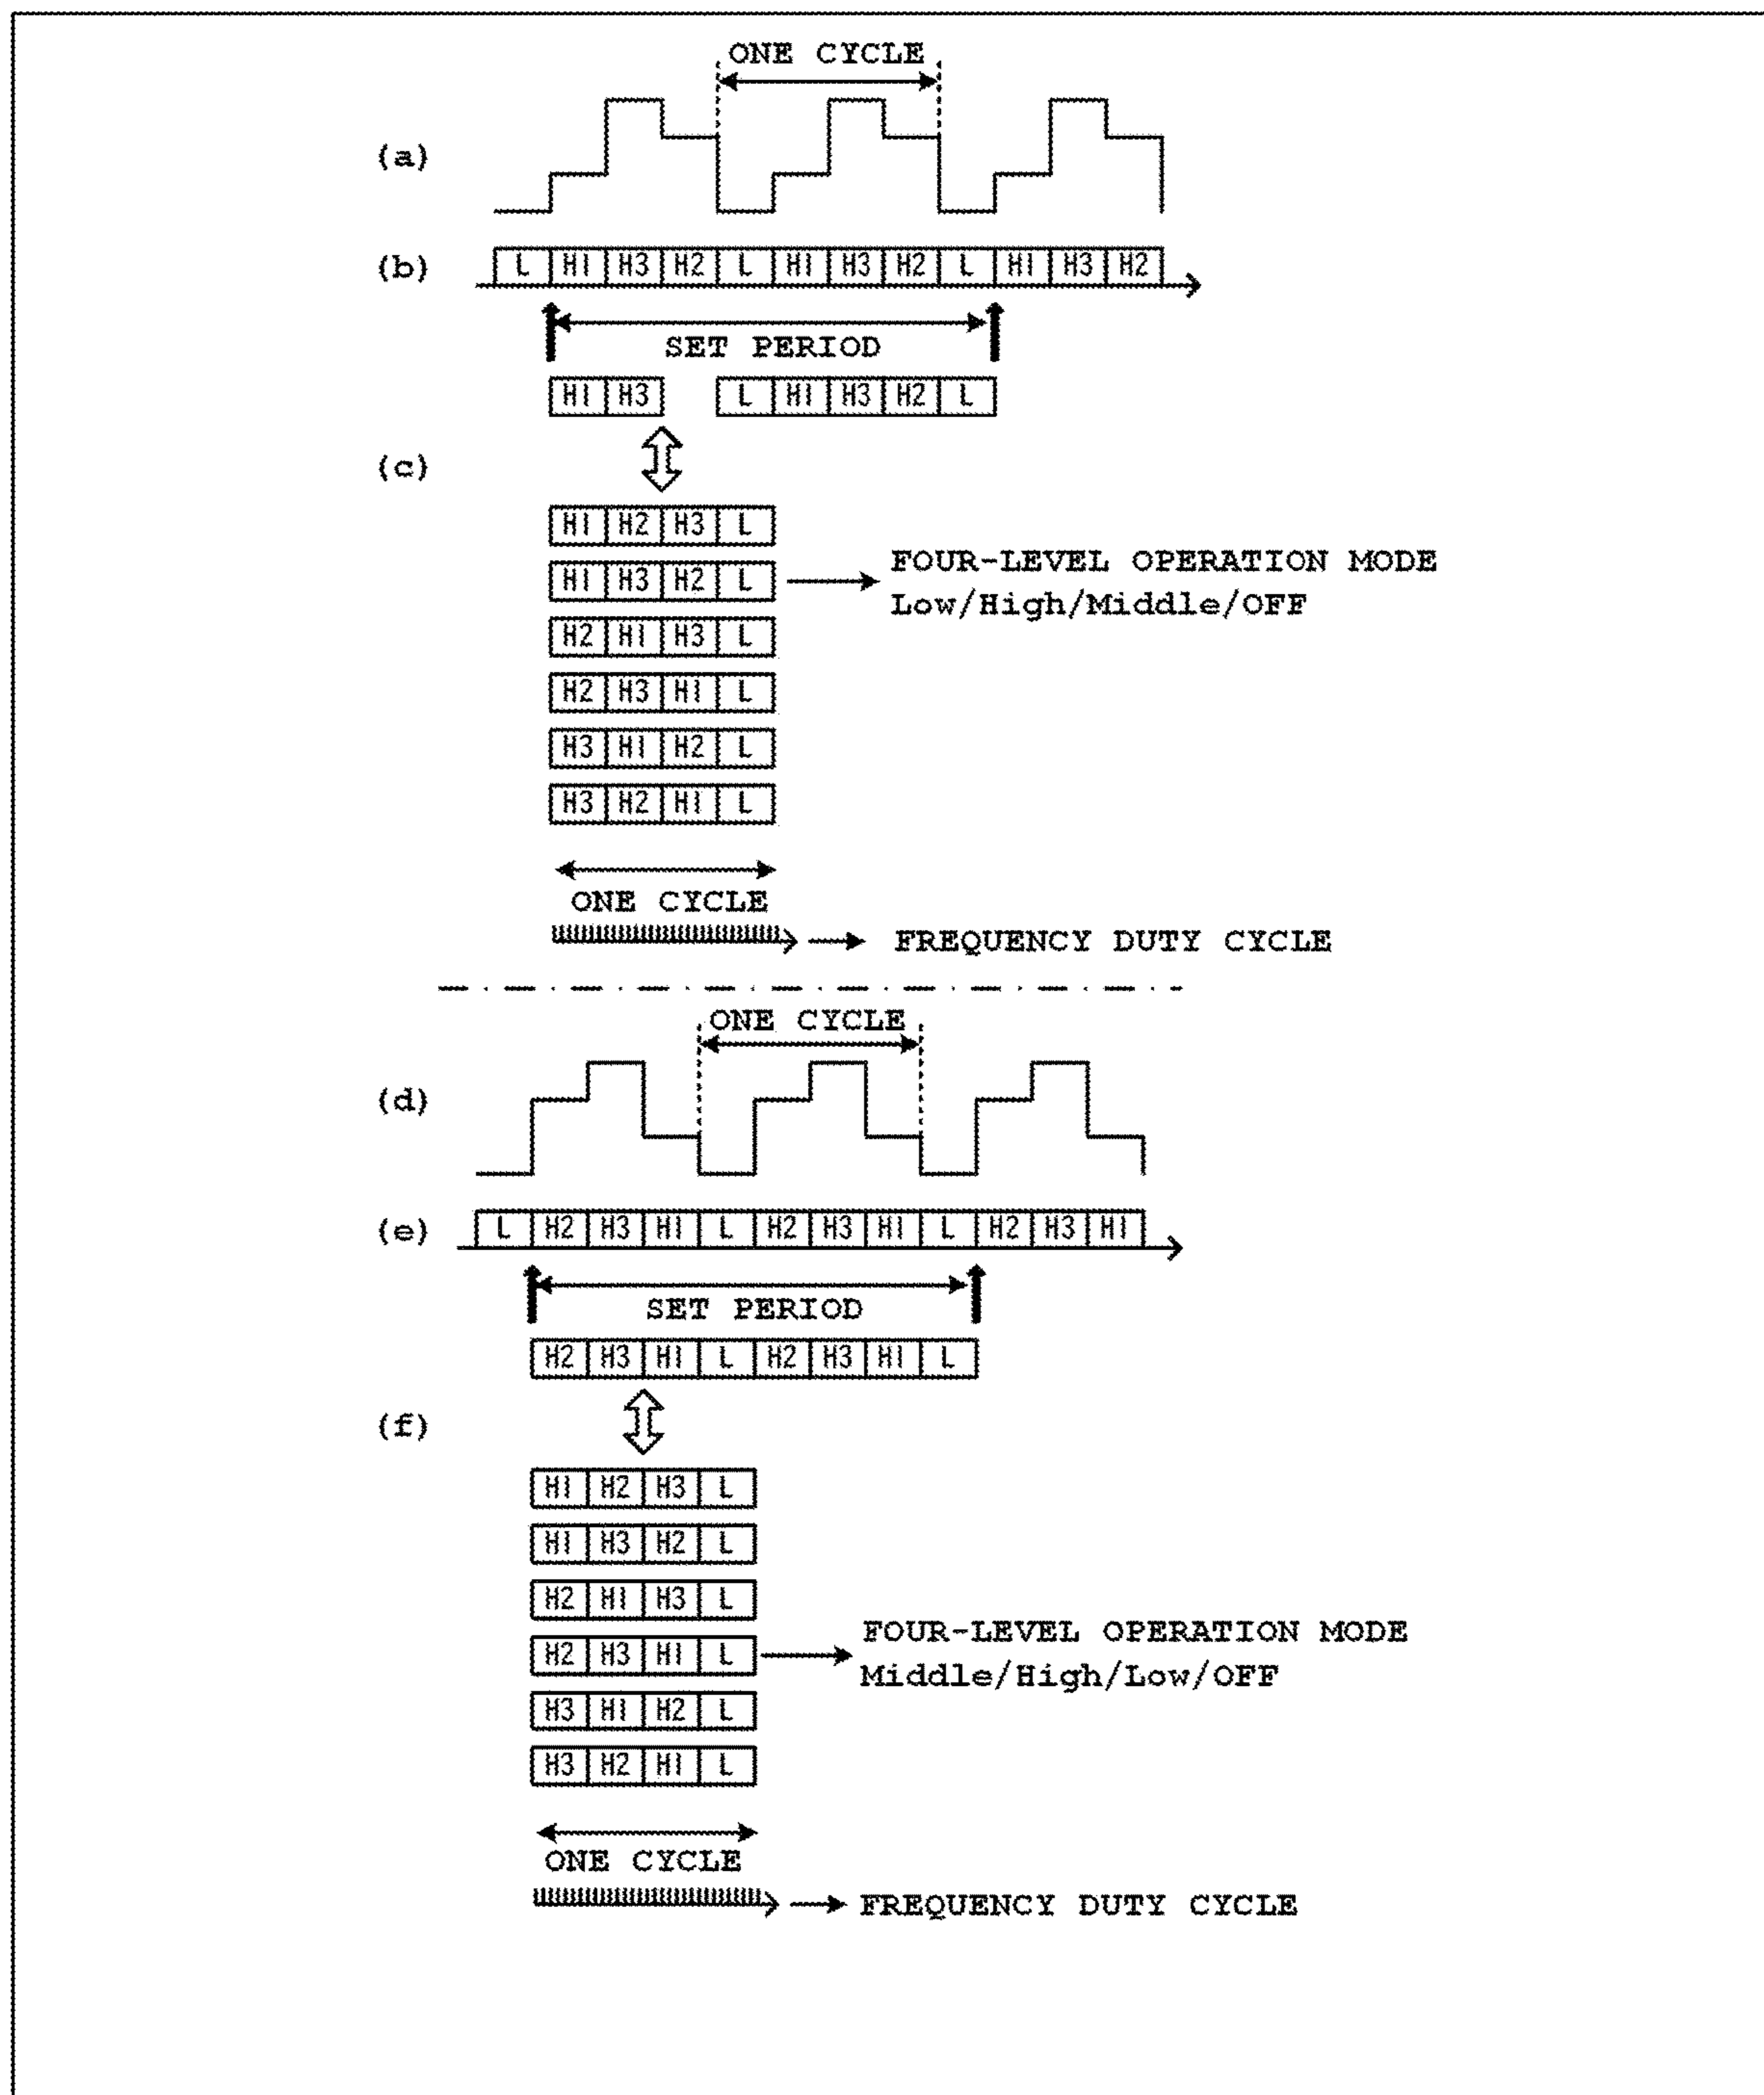 ONE CYCLE
(a)
(b) L H1 H3 H2 L H1 H3 H2 L H1 H3 H2
SET PERIOD
H1 H3 L H1 H3 H2 L
(c)
H1 H2 H3 L
H1 H3 H2 L
FOUR-LEVEL OPERATION MODE
Low/High/Middle/OFF
H2 H1 H3 L
H2 H3 H1 L
H3 H1 H2 L
H3 H2 H1 L
ONE CYCLE
FREQUENCY DUTY CYCLE
ONE CYCLE
(d)
(e) L H2 H3 H1 L H2 H3 H1 L H2 H3 H1
SET PERIOD
H2 H3 H1 L H2 H3 H1 L
(f)
H1 H2 H3 L
H1 H3 H2 L
H2 H1 H3 L
H2 H3 H1 L
FOUR-LEVEL OPERATION MODE
Middle/High/Low/OFF
H3 H1 H2 L
H3 H2 H1 L
ONE CYCLE
FREQUENCY DUTY CYCLE